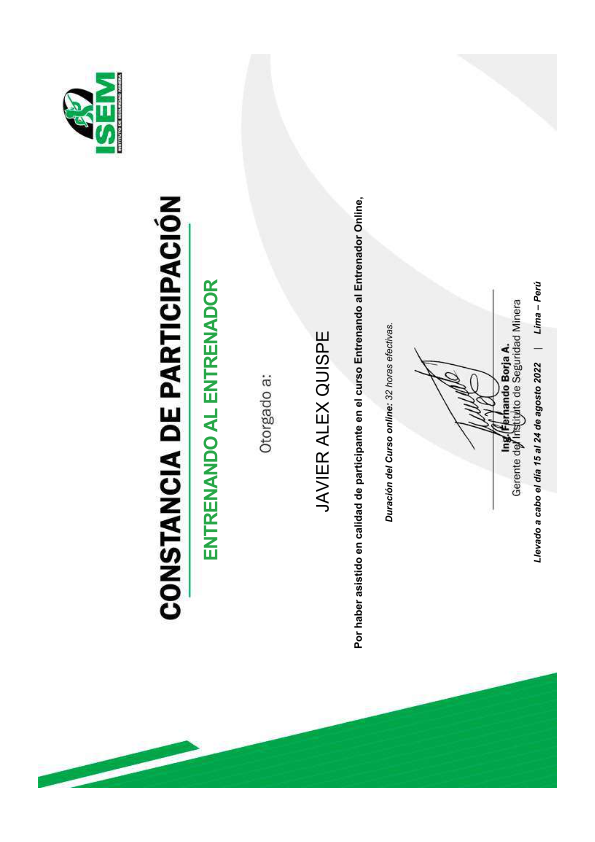 ISEM
INSTITUTO DE SEGURIDAD MINERA
CONSTANCIA DE PARTICIPACIÓN
ENTRENANDO AL ENTRENADOR
Otorgado a:
JAVIER ALEX QUISPE
Por haber asistido en calidad de participante en el curso Entrenando al Entrenador Online,
Duración del Curso online: 32 horas efectivas.
Ing. Fernando Borja A.
Gerente del Instituto de Seguridad Minera
Llevado a cabo el día 15 al 24 de agosto 2022 | Lima – Perú